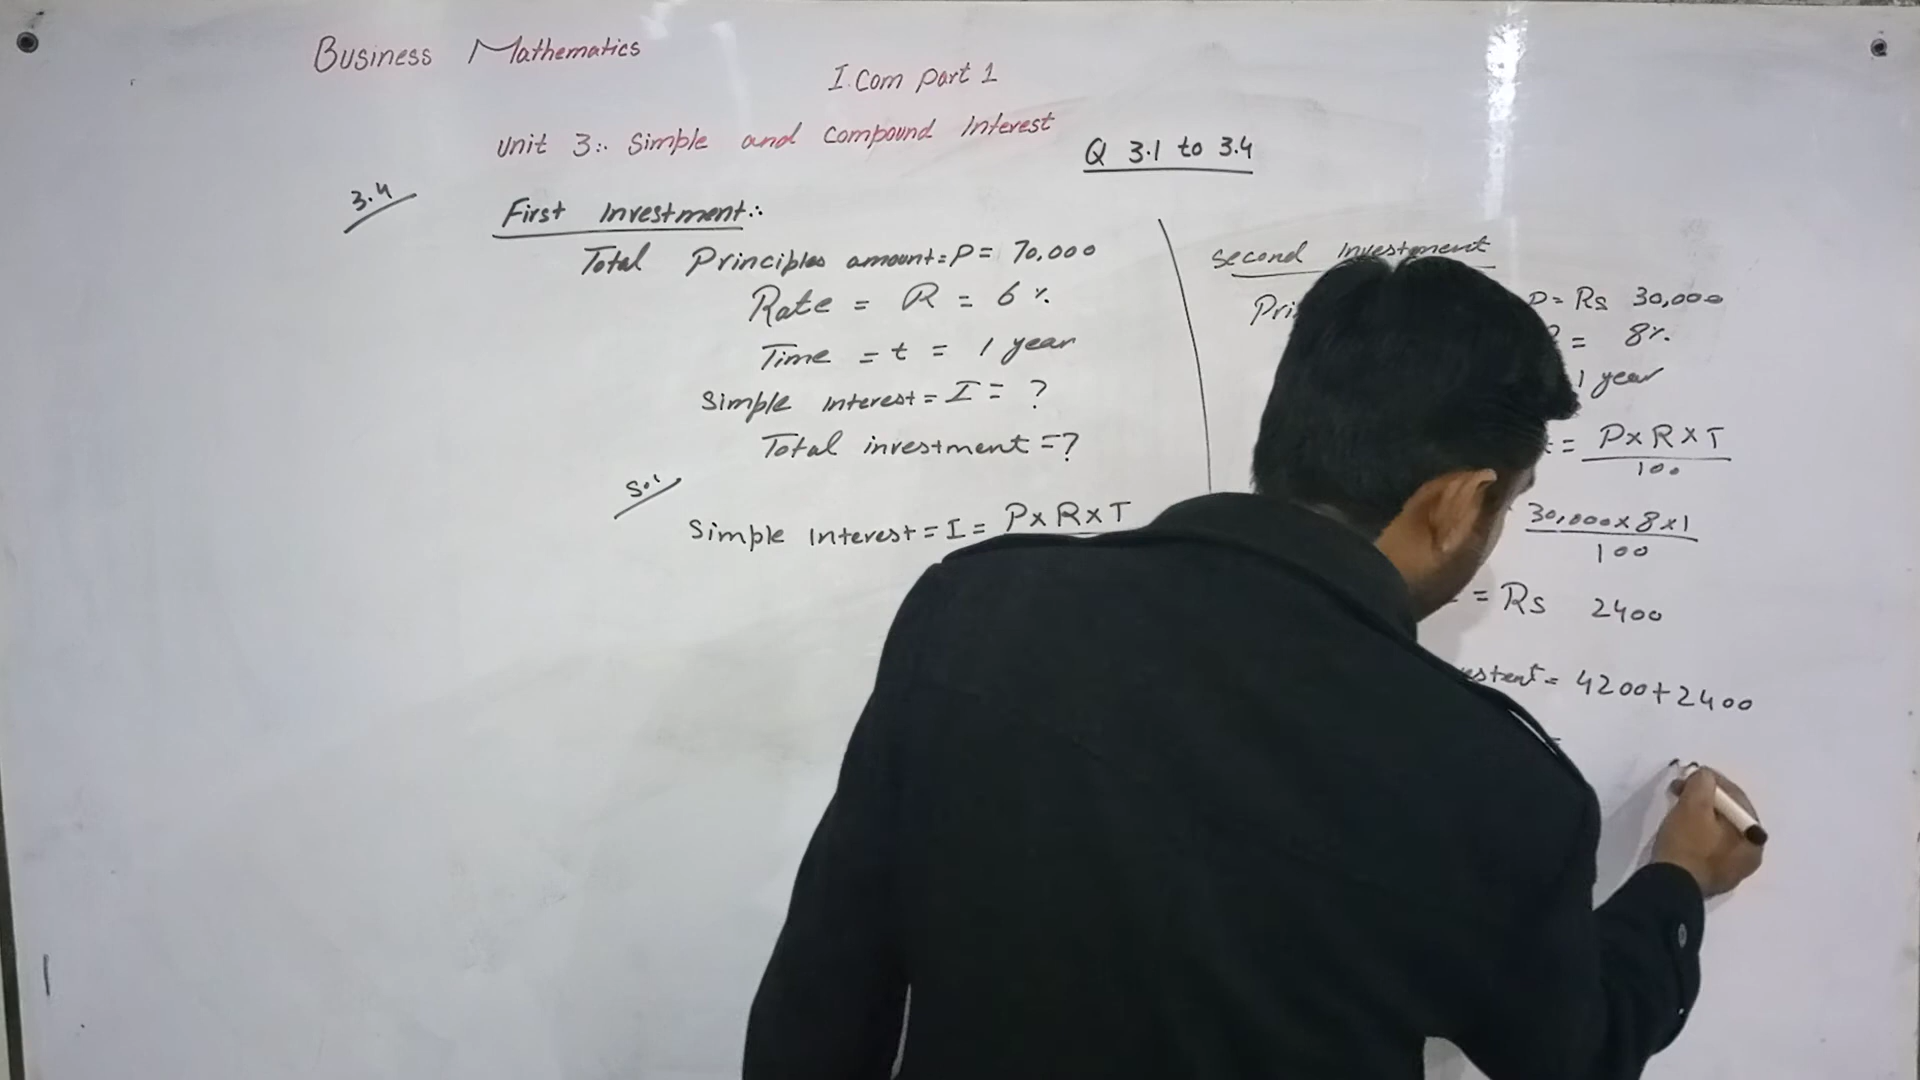 Business Mathematics
I.Com part 1
Unit 3:. Simple and Compound Interest
Q 3.1 to 3.4
3.4
First Investment:.
Total Principles amount = P = 70,000
Rate = R = 6 %
Time = t = 1 year
Simple interest = I = ?
Total investment = ?
Sol
Simple Interest = I = P x R x T
Second Investment
P = Rs 30,000
= 8%
1 year
= P x R x T
100
30,000 x 8 x 1
100
= Rs 2400
= 4200 + 2400